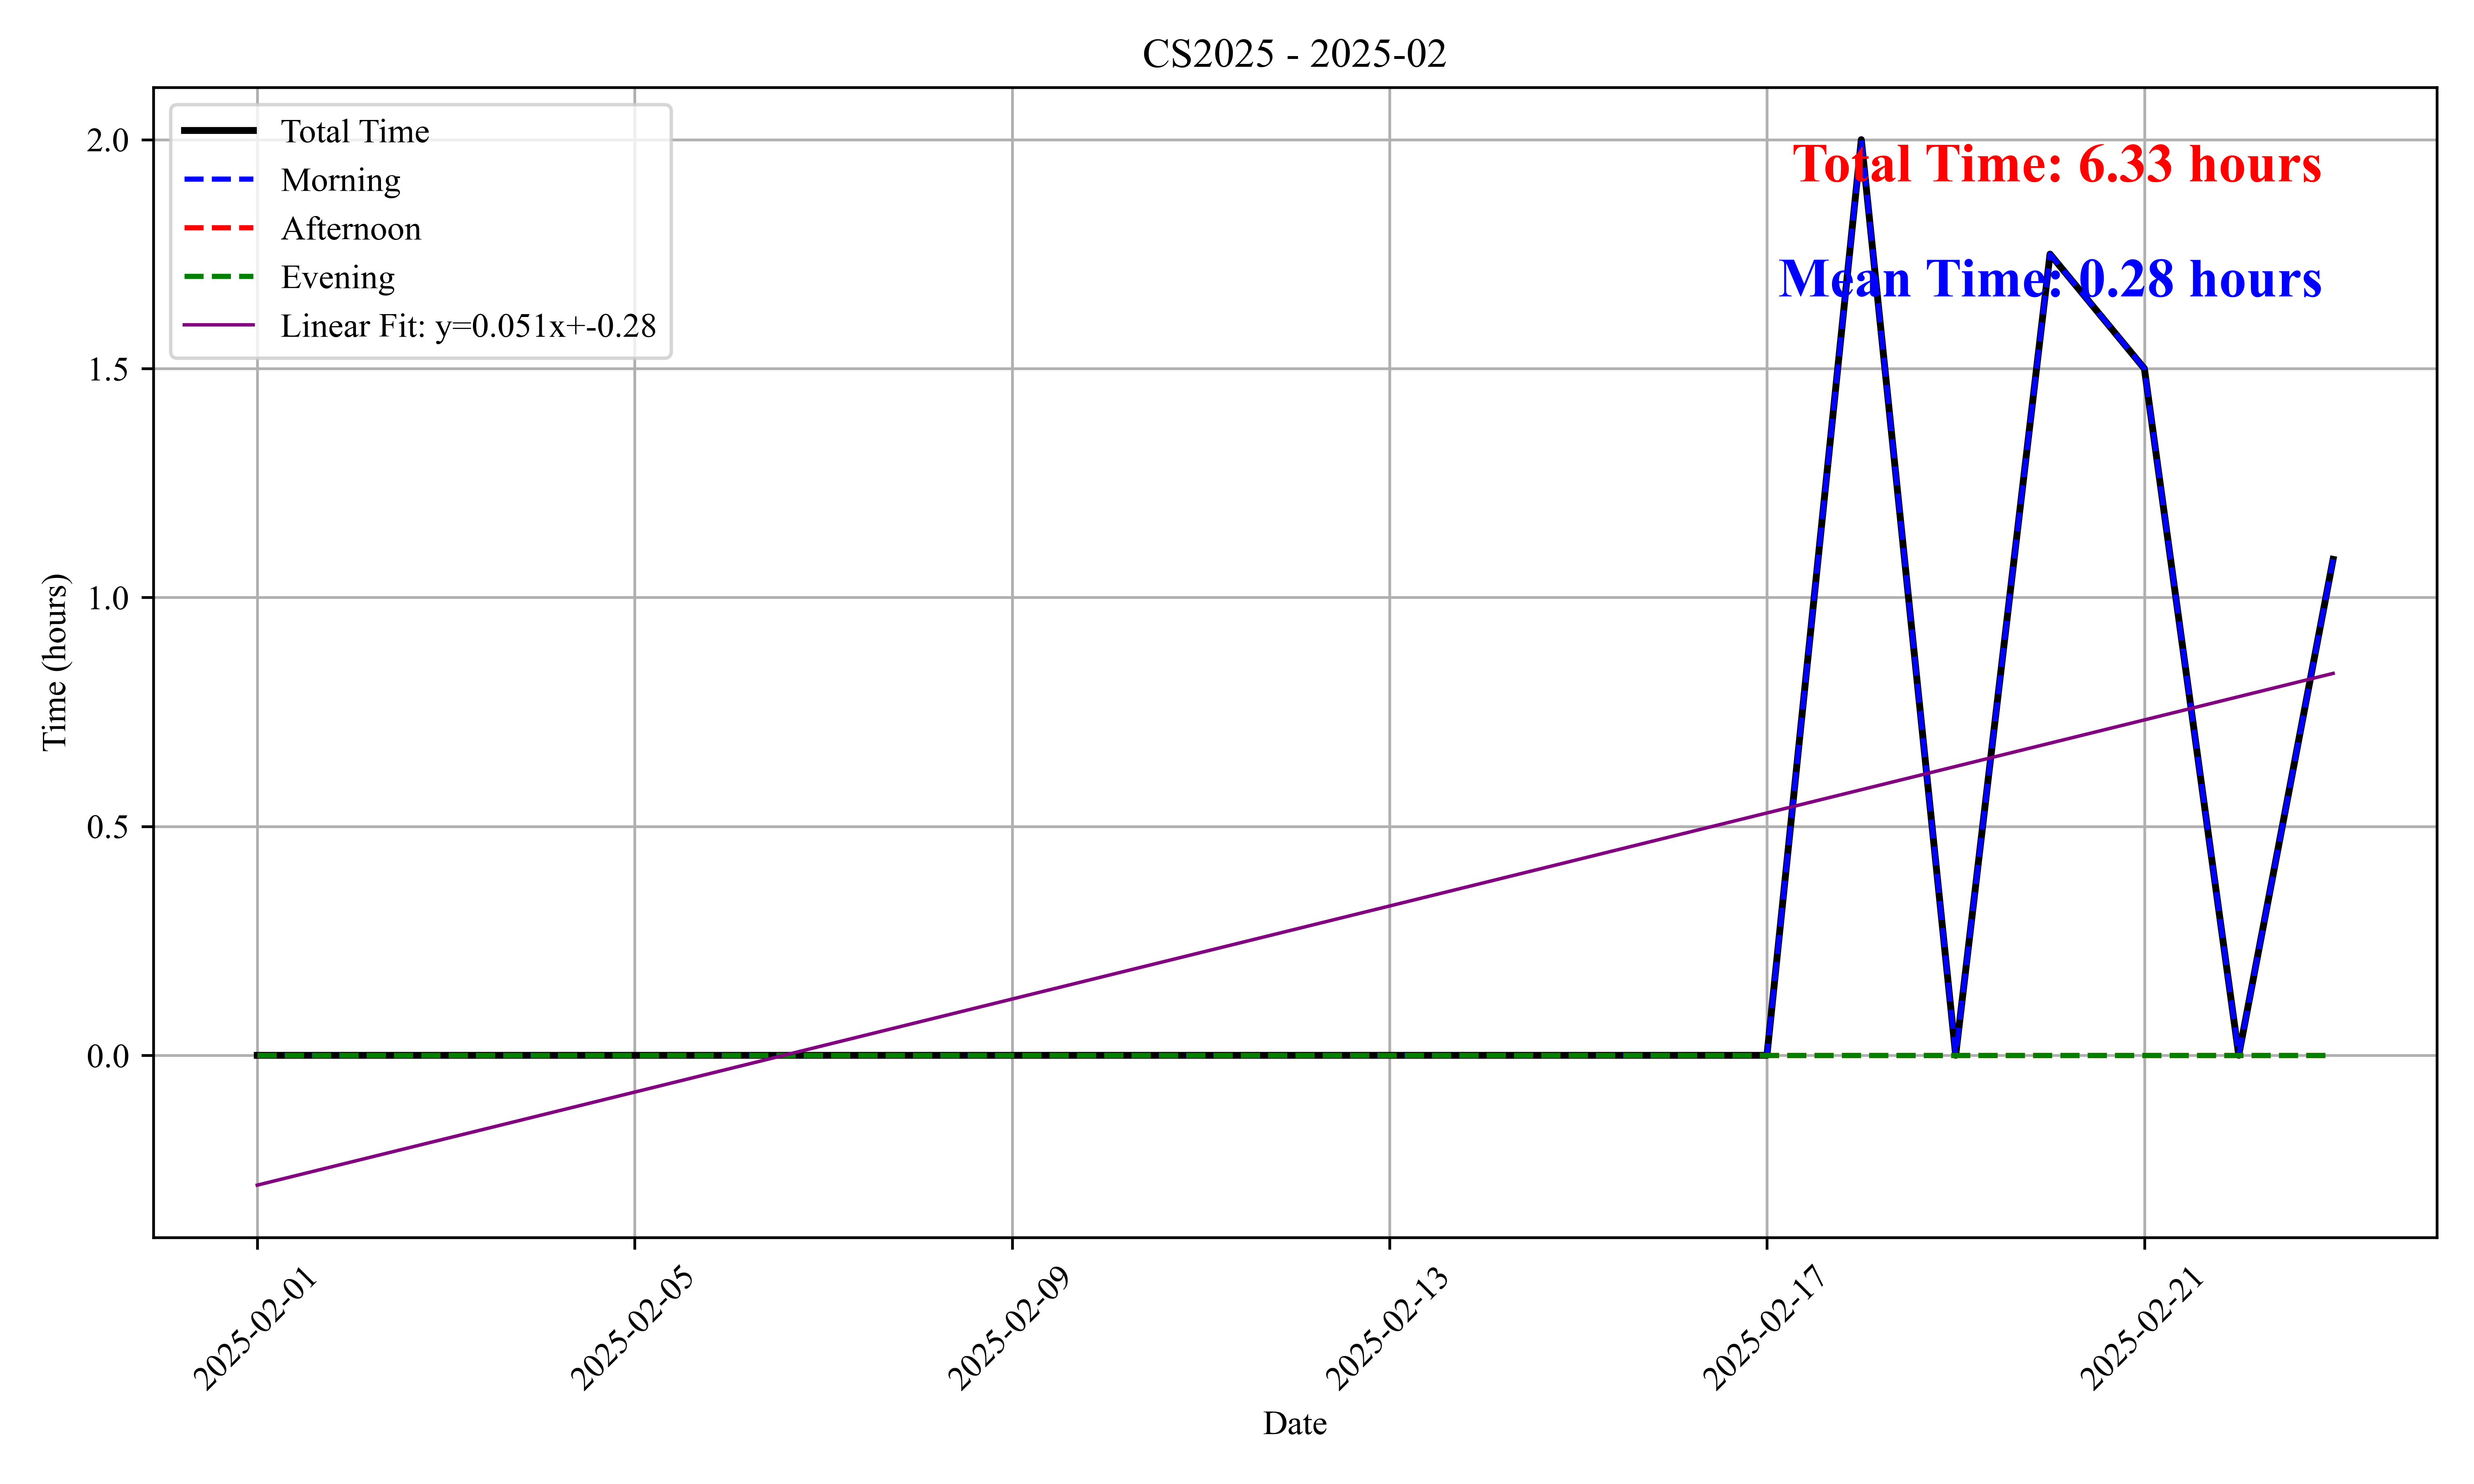 CS2025 - 2025-02
Total Time
Morning
Afternoon
Evening
Linear Fit: y=0.051x+-0.28
Total Time: 6.33 hours
Mean Time: 0.28 hours
2.0
1.5
1.0
0.5
0.0
Time (hours)
2025-02-01
2025-02-05
2025-02-09
2025-02-13
2025-02-17
2025-02-21
Date